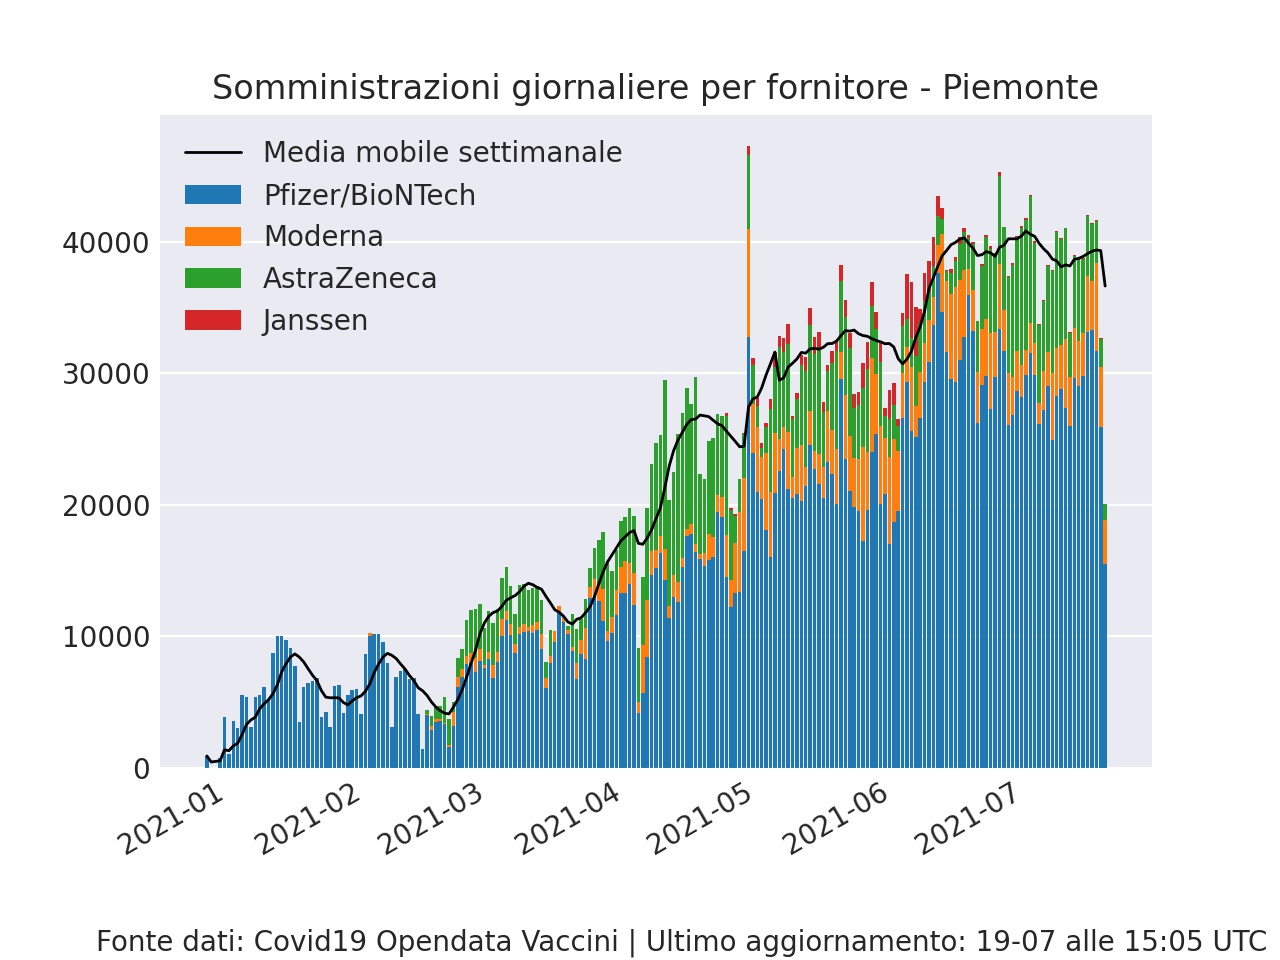 Somministrazioni giornaliere per fornitore - Piemonte
Media mobile settimanale
Pfizer/BioNTech
Moderna
AstraZeneca
Janssen
40000
30000
20000
10000
0
2021-01
2021-02
2021-03
2021-04
2021-05
2021-06
2021-07
Fonte dati: Covid19 Opendata Vaccini | Ultimo aggiornamento: 19-07 alle 15:05 UTC